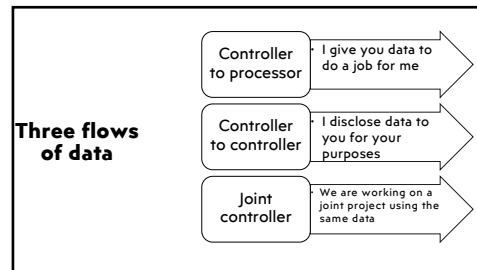 Three flows
of data
Controller
to processor
• I give you data to
do a job for me
Controller
to controller
• I disclose data to
you for your
purposes
Joint
controller
• We are working on a
joint project using the
same data